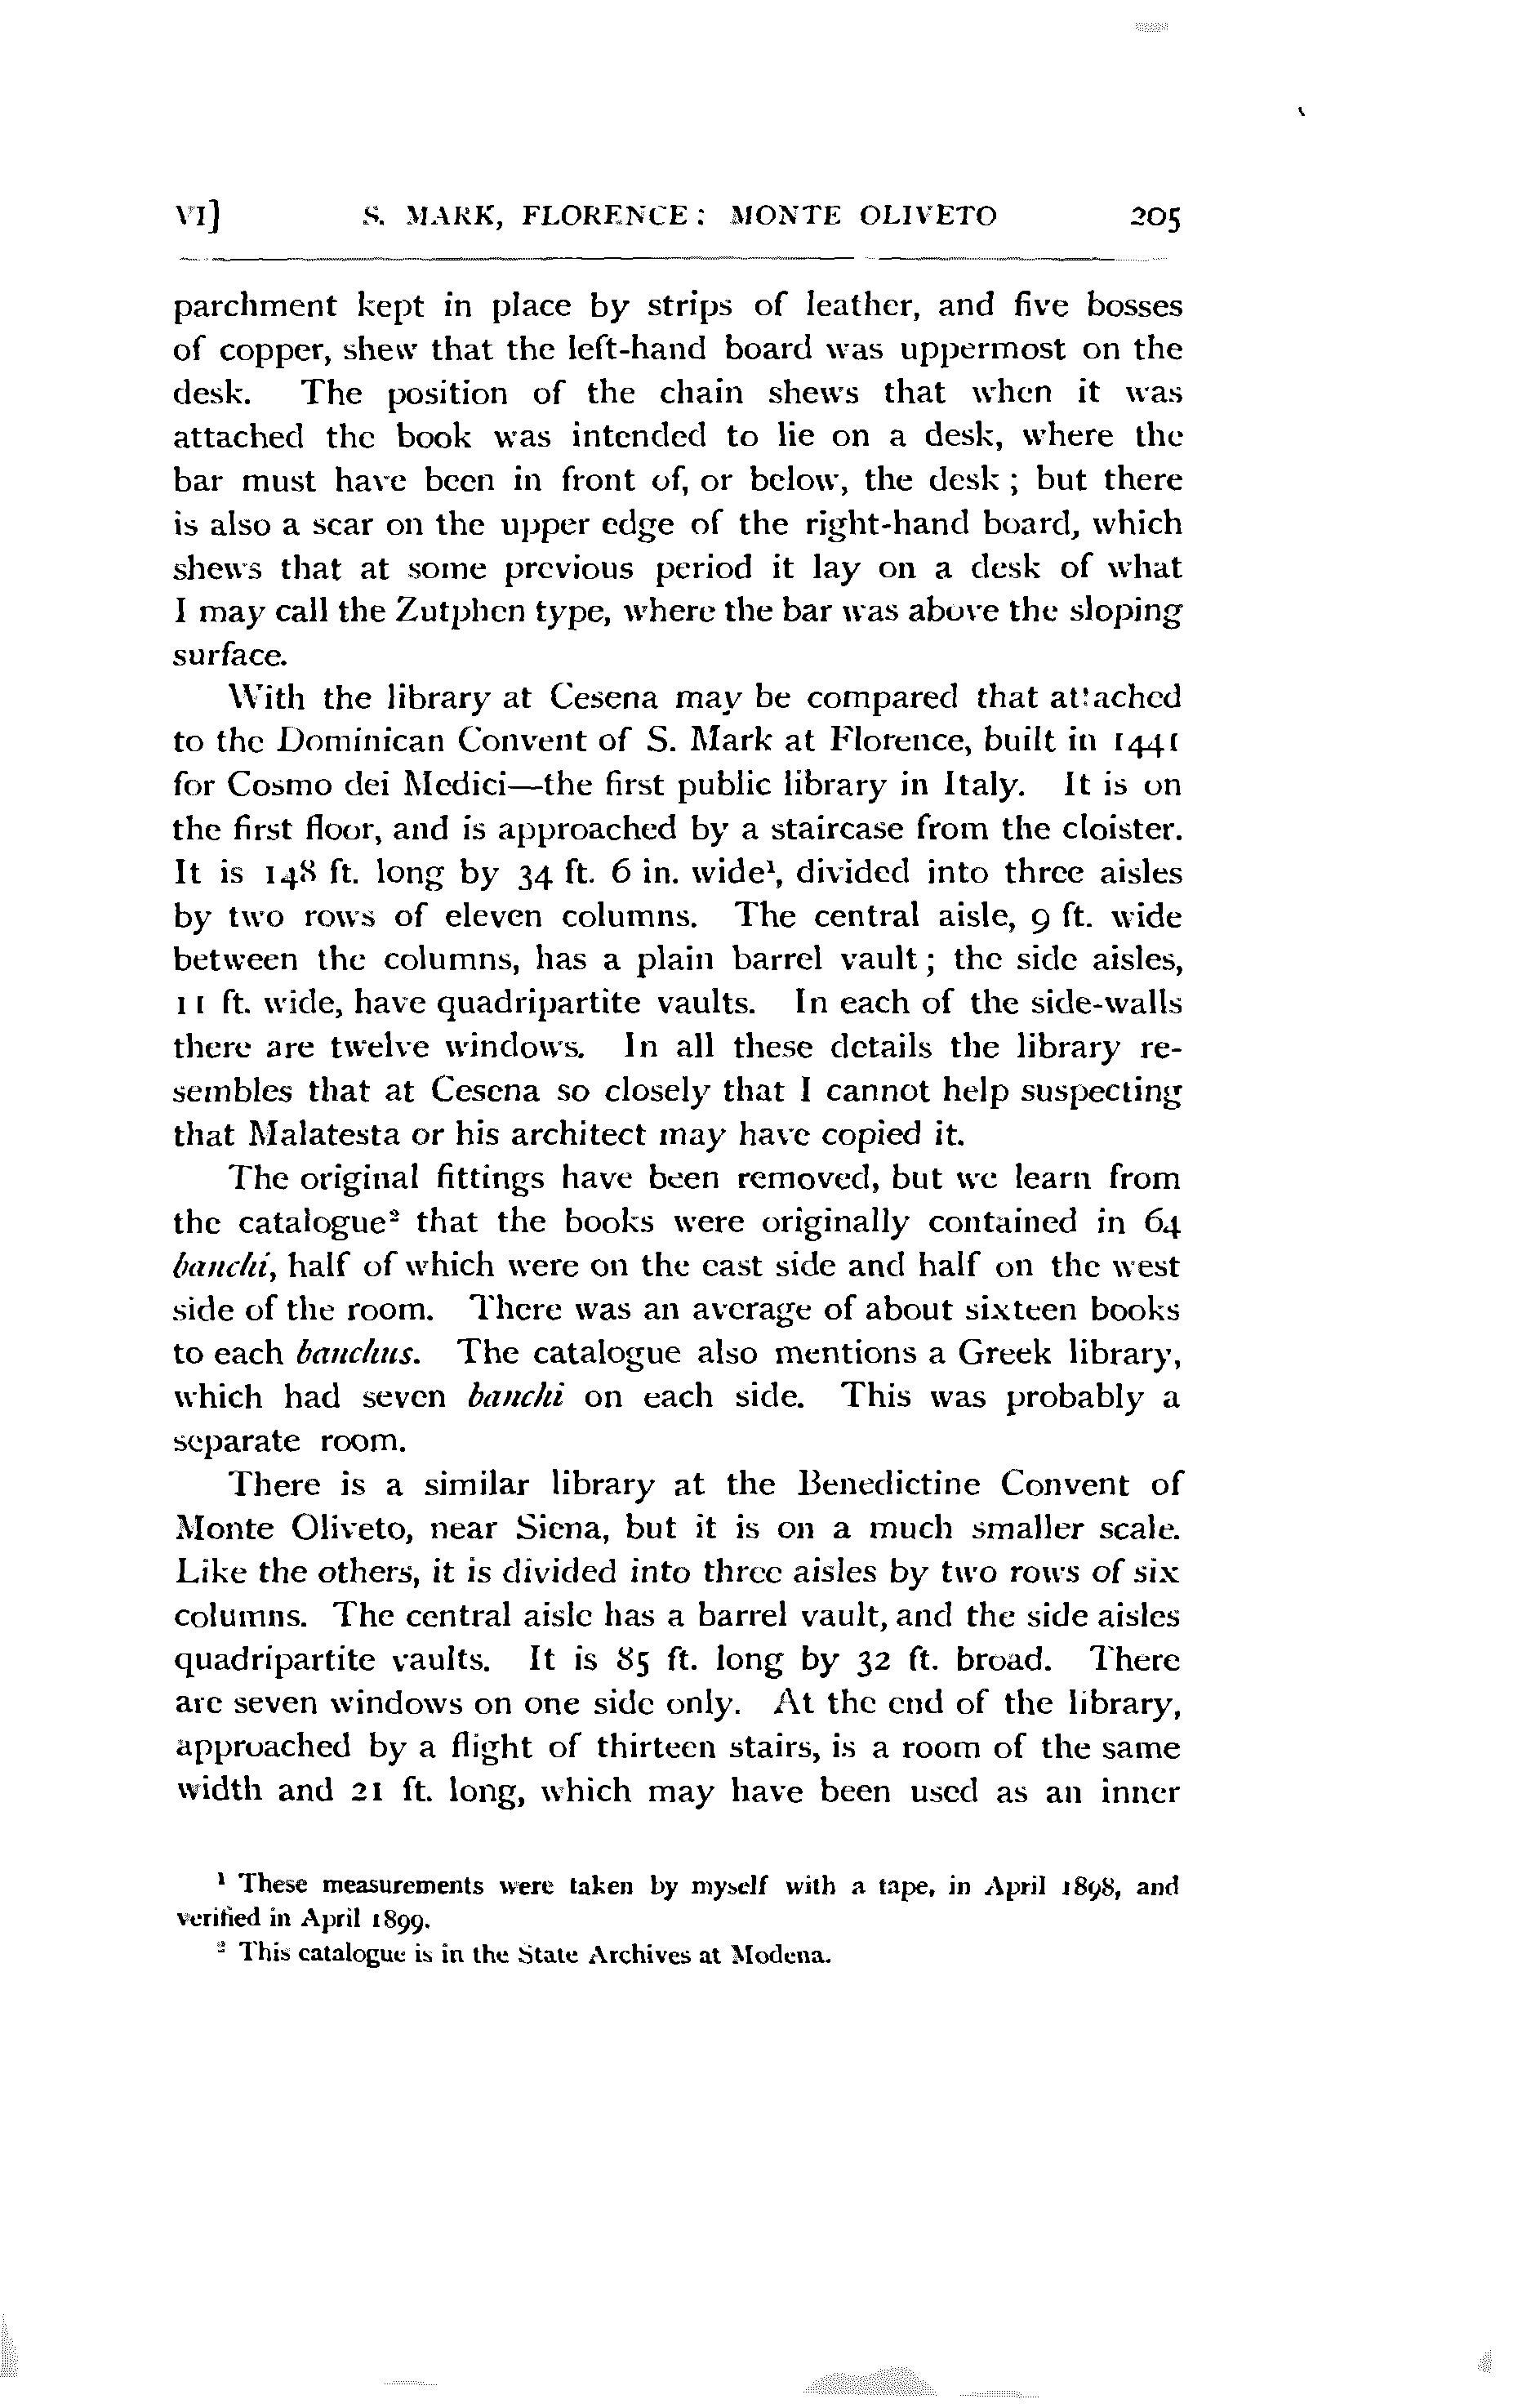 VI] S. MARK, FLORENCE: MONTE OLIVETO 205
parchment kept in place by strips of leather, and five bosses
of copper, shew that the left-hand board was uppermost on the
desk. The position of the chain shews that when it was
attached the book was intended to lie on a desk, where the
bar must have been in front of, or below, the desk; but there
is also a scar on the upper edge of the right-hand board, which
shews that at some previous period it lay on a desk of what
I may call the Zutphen type, where the bar was above the sloping
surface.
With the library at Cesena may be compared that attached
to the Dominican Convent of S. Mark at Florence, built in 1441
for Cosmo dei Medici—the first public library in Italy. It is on
the first floor, and is approached by a staircase from the cloister.
It is 148 ft. long by 34 ft. 6 in. wide¹, divided into three aisles
by two rows of eleven columns. The central aisle, 9 ft. wide
between the columns, has a plain barrel vault; the side aisles,
11 ft. wide, have quadripartite vaults. In each of the side-walls
there are twelve windows. In all these details the library re-
sembles that at Cesena so closely that I cannot help suspecting
that Malatesta or his architect may have copied it.
The original fittings have been removed, but we learn from
the catalogue² that the books were originally contained in 64
banchi, half of which were on the east side and half on the west
side of the room. There was an average of about sixteen books
to each banchus. The catalogue also mentions a Greek library,
which had seven banchi on each side. This was probably a
separate room.
There is a similar library at the Benedictine Convent of
Monte Oliveto, near Siena, but it is on a much smaller scale.
Like the others, it is divided into three aisles by two rows of six
columns. The central aisle has a barrel vault, and the side aisles
quadripartite vaults. It is 85 ft. long by 32 ft. broad. There
are seven windows on one side only. At the end of the library,
approached by a flight of thirteen stairs, is a room of the same
width and 21 ft. long, which may have been used as an inner
¹ These measurements were taken by myself with a tape, in April 1898, and
verified in April 1899.
² This catalogue is in the State Archives at Modena.